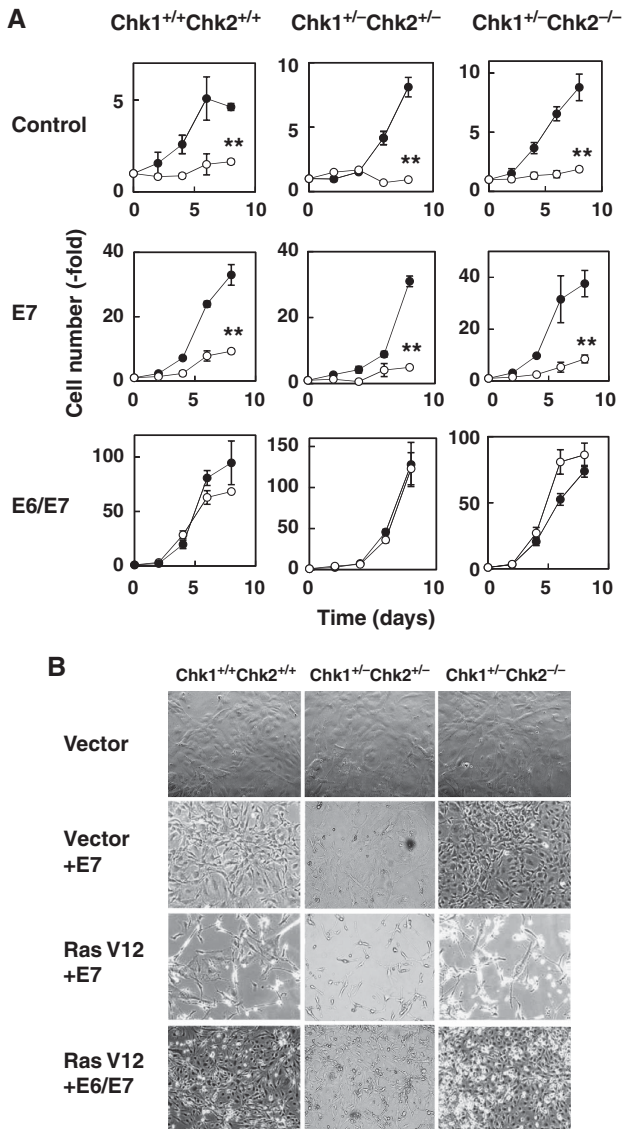 A
Chk1+/+Chk2+/+ Chk1+/–Chk2+/– Chk1+/–Chk2–/–
Control
5
0
**
0 5 10
10
5
0
**
0 5 10
10
5
0
**
0 5 10
Cell number (-fold)
E7
40
20
0
**
0 5 10
40
20
0
**
0 5 10
40
20
0
**
0 5 10
E6/E7
100
50
0
0 5 10
150
100
50
0
0 5 10
100
50
0
0 5 10
Time (days)
B
Chk1+/+Chk2+/+ Chk1+/–Chk2+/– Chk1+/–Chk2–/–
Vector
Vector
+E7
Ras V12
+E7
Ras V12
+E6/E7